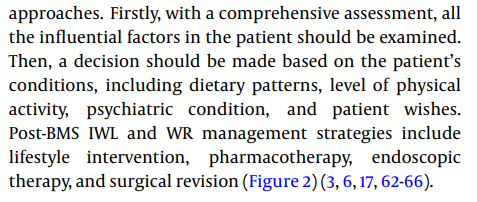 approaches. Firstly, with a comprehensive assessment, all
the influential factors in the patient should be examined.
Then, a decision should be made based on the patient's
conditions, including dietary patterns, level of physical
activity, psychiatric condition, and patient wishes.
Post-BMS IWL and WR management strategies include
lifestyle intervention, pharmacotherapy, endoscopic
therapy, and surgical revision (Figure 2) (3, 6, 17, 62-66).